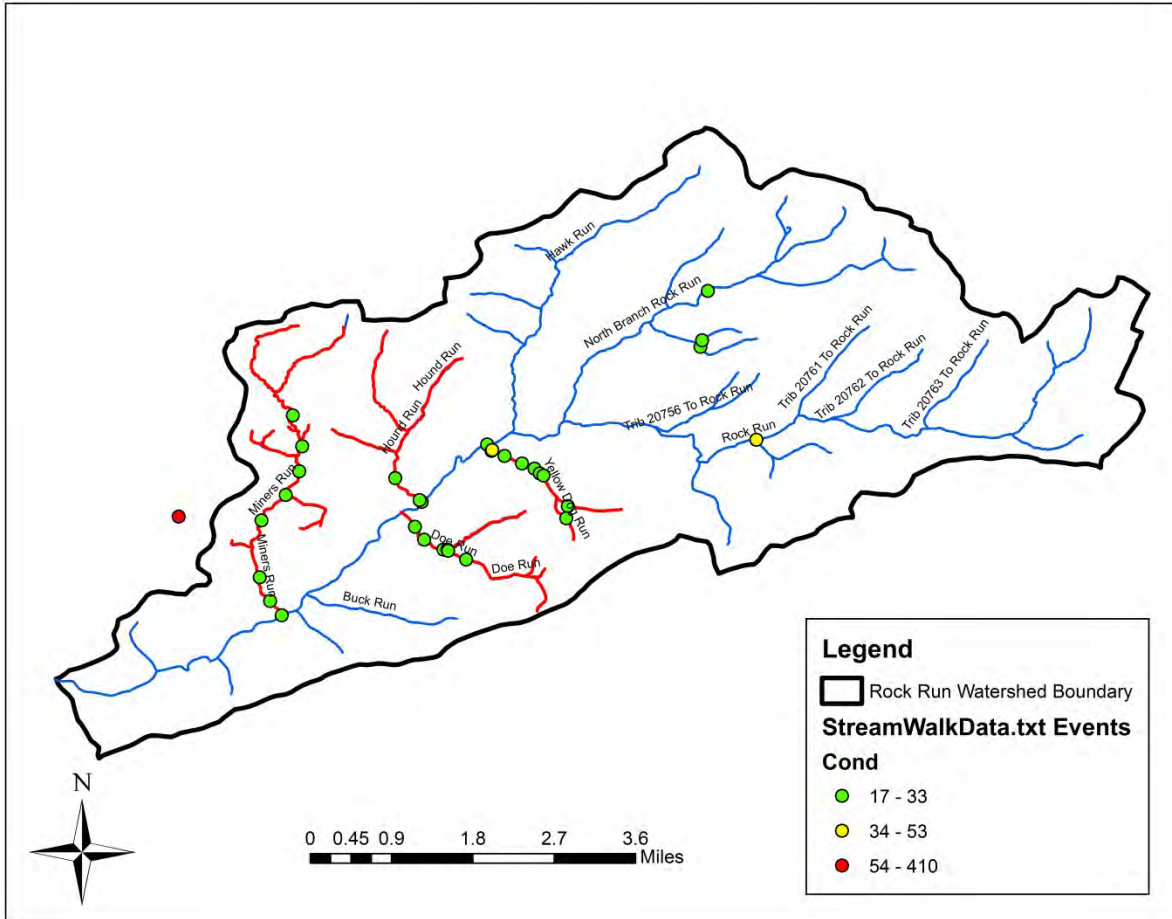 Hawk Run
North Branch Rock Run
Hound Run
Hound Run
Trib 20756 To Rock Run
Trib 20761 To Rock Run
Trib 20762 To Rock Run
Trib 20763 To Rock Run
Rock Run
Yellow Dog Run
Miners Run
Miners Run
Doe Run
Doe Run
Buck Run
Legend
Rock Run Watershed Boundary
StreamWalkData.txt Events
Cond
17 - 33
34 - 53
54 - 410
N
0 0.45 0.9 1.8 2.7 3.6
Miles